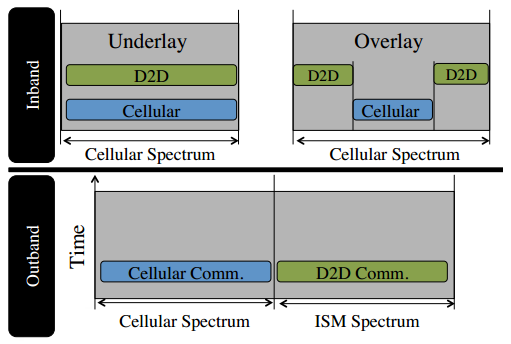 Inband
Underlay
D2D
Cellular
Cellular Spectrum
Overlay
D2D
D2D
Cellular
Cellular Spectrum
Outband
Time
Cellular Comm.
D2D Comm.
Cellular Spectrum
ISM Spectrum